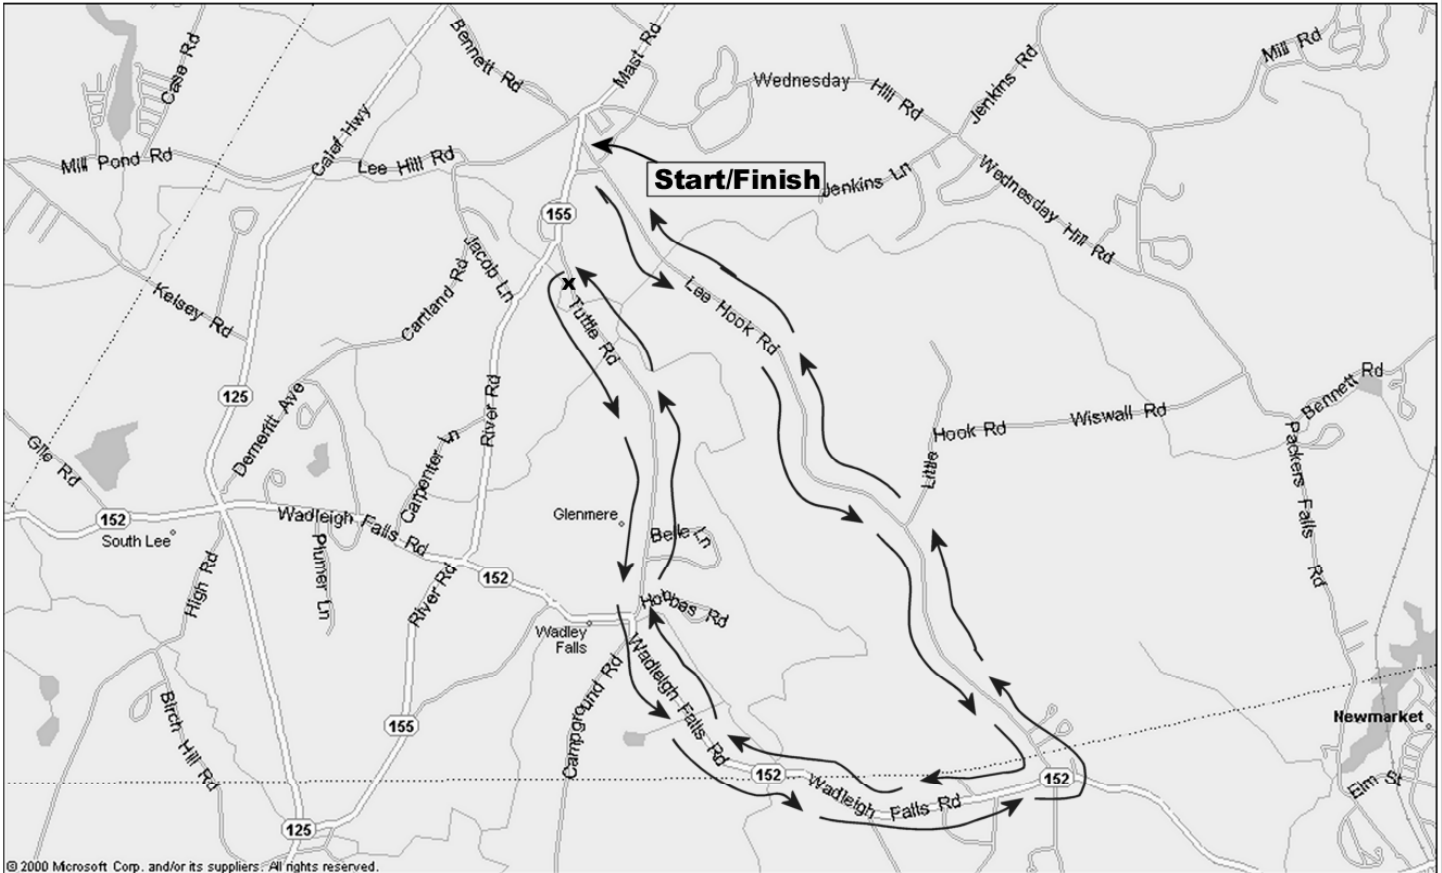 Case Rd
Bennett Rd
Mast Rd
Wednesday Hill Rd
Jenkins Rd
Mill Rd
Calef Hwy
Mill Pond Rd
Lee Hill Rd
Start/Finish
Jenkins Ln
Wednesday Hill Rd
155
Jacob Ln
Cartland Rd
Kelsey Rd
x
Tuttle Rd
Lee Hook Rd
125
River Rd
Demeritt Ave
Bennett Rd
Wiswall Rd
Little Hook Rd
Gile Rd
Carpenter Ln
Packers Falls Rd
152
South Lee
Wadleigh Falls Rd
Glenmere
Belle Ln
Plumer Ln
High Rd
152
River Rd
Hobbas Rd
Wadley
Falls
Wadleigh Falls Rd
Campground Rd
Birch Hill Rd
155
Newmarket
152
Wadleigh Falls Rd
152
Elm St
125
© 2000 Microsoft Corp. and/or its suppliers. All rights reserved.